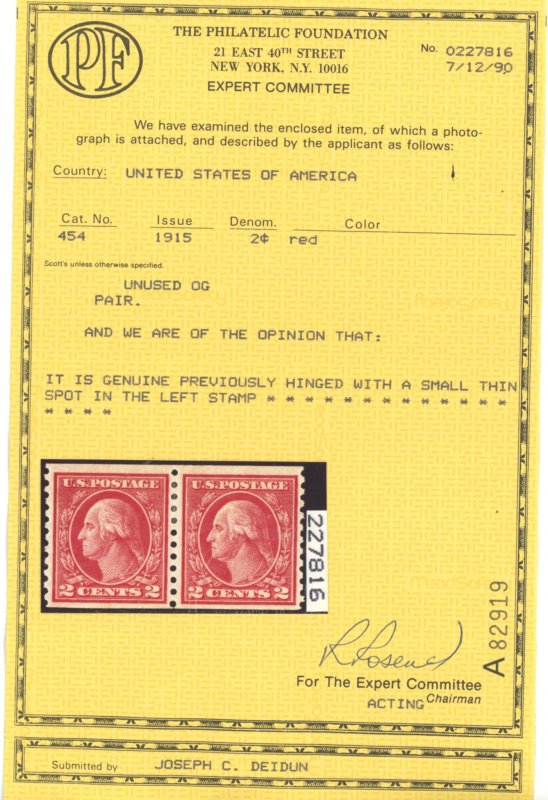 PF
THE PHILATELIC FOUNDATION
21 EAST 40TH STREET
NEW YORK, N.Y. 10016
EXPERT COMMITTEE
No. 0227816
7/12/90
We have examined the enclosed item, of which a photo-
graph is attached, and described by the applicant as follows:
Country: UNITED STATES OF AMERICA
Cat. No. Issue Denom. Color
454 1915 2¢ red
Scott's unless otherwise specified.
UNUSED OG
PAIR.
AND WE ARE OF THE OPINION THAT:
IT IS GENUINE PREVIOUSLY HINGED WITH A SMALL THIN
SPOT IN THE LEFT STAMP * * * * * * * * * * * * * *
* * * *
U.S. POSTAGE U.S. POSTAGE
2 CENTS 2 2 CENTS 2
227816
A 82919
For The Expert Committee
ACTING Chairman
Submitted by JOSEPH C. DEIDUN